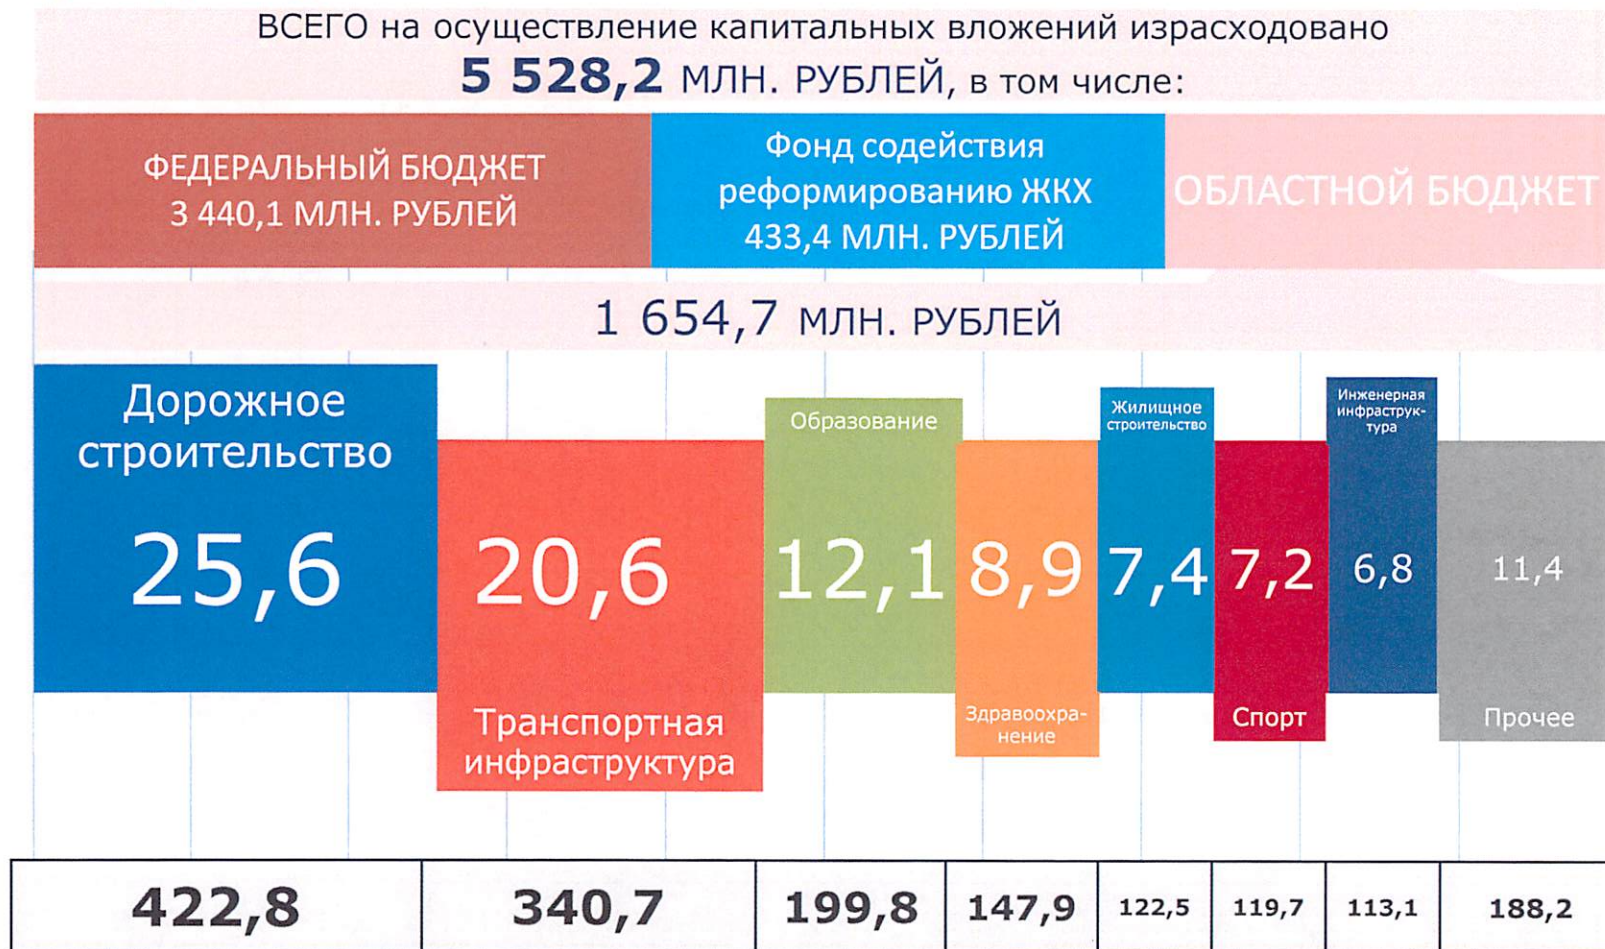 ВСЕГО на осуществление капитальных вложений израсходовано
5 528,2 МЛН. РУБЛЕЙ, в том числе:
ФЕДЕРАЛЬНЫЙ БЮДЖЕТ
3 440,1 МЛН. РУБЛЕЙ
Фонд содействия
реформированию ЖКХ
433,4 МЛН. РУБЛЕЙ
ОБЛАСТНОЙ БЮДЖЕТ
1 654,7 МЛН. РУБЛЕЙ
Дорожное
строительство
25,6
20,6
Транспортная
инфраструктура
Образование
12,1
8,9
Здравоохра-
нение
Жилищное
строительство
7,4
7,2
Спорт
Инженерная
инфраструк-
тура
6,8
11,4
Прочее
422,8 340,7 199,8 147,9 122,5 119,7 113,1 188,2